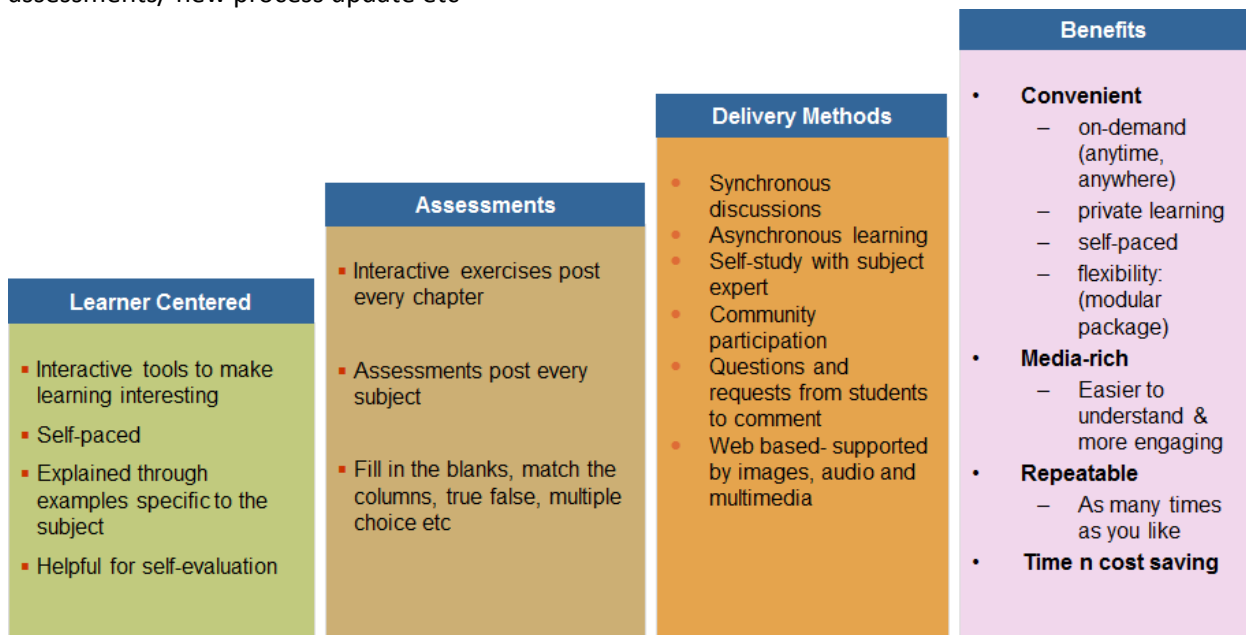 assessments/ new process update etc
Learner Centered
▪ Interactive tools to make
learning interesting
▪ Self-paced
▪ Explained through
examples specific to the
subject
▪ Helpful for self-evaluation
Assessments
▪ Interactive exercises post
every chapter
▪ Assessments post every
subject
▪ Fill in the blanks, match the
columns, true false, multiple
choice etc
Delivery Methods
• Synchronous
discussions
• Asynchronous learning
• Self-study with subject
expert
• Community
participation
• Questions and
requests from students
to comment
• Web based- supported
by images, audio and
multimedia
Benefits
• Convenient
– on-demand
(anytime,
anywhere)
– private learning
– self-paced
– flexibility:
(modular
package)
• Media-rich
– Easier to
understand &
more engaging
• Repeatable
– As many times
as you like
• Time n cost saving